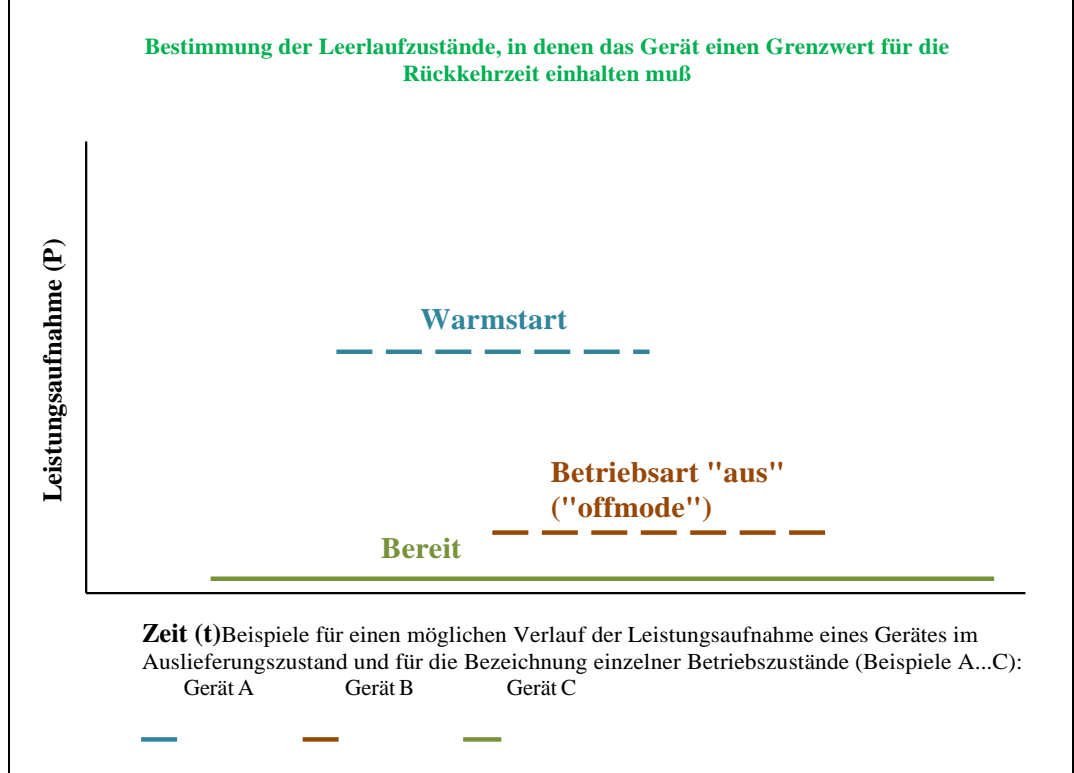 Bestimmung der Leerlaufzustände, in denen das Gerät einen Grenzwert für die
Rückkehrzeit einhalten muß
Leistungsaufnahme (P)
Warmstart
Betriebsart "aus"
("offmode")
Bereit
Zeit (t)Beispiele für einen möglichen Verlauf der Leistungsaufnahme eines Gerätes im
Auslieferungszustand und für die Bezeichnung einzelner Betriebszustände (Beispiele A...C):
Gerät A Gerät B Gerät C